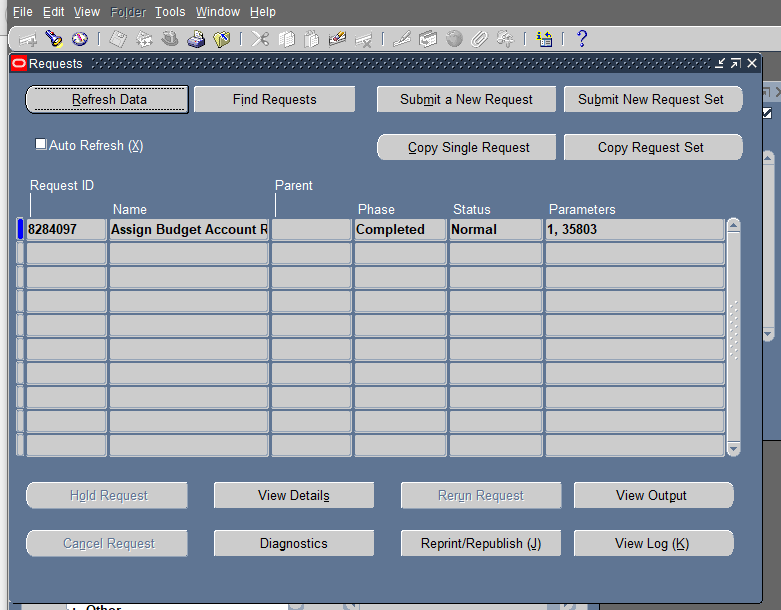 File Edit View Folder Tools Window Help
Requests
Refresh Data Find Requests Submit a New Request Submit New Request Set
Auto Refresh (X) Copy Single Request Copy Request Set
Request ID Parent
Name Phase Status Parameters
8284097 Assign Budget Account R Completed Normal 1, 35803
Hold Request View Details Rerun Request View Output
Cancel Request Diagnostics Reprint/Republish (J) View Log (K)
Other